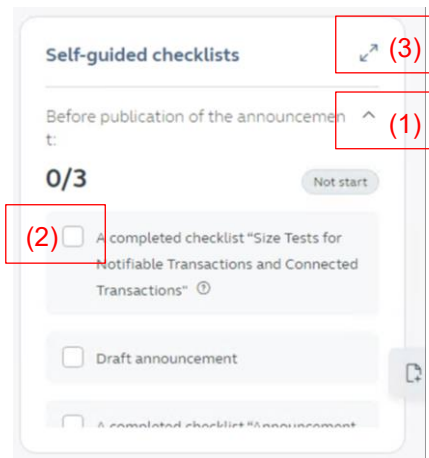 Self-guided checklists
(3)
Before publication of the announcemen
t:
(1)
0/3
Not start
(2)
A completed checklist "Size Tests for
Notifiable Transactions and Connected
Transactions" ?
Draft announcement
A completed checklist "Announcement